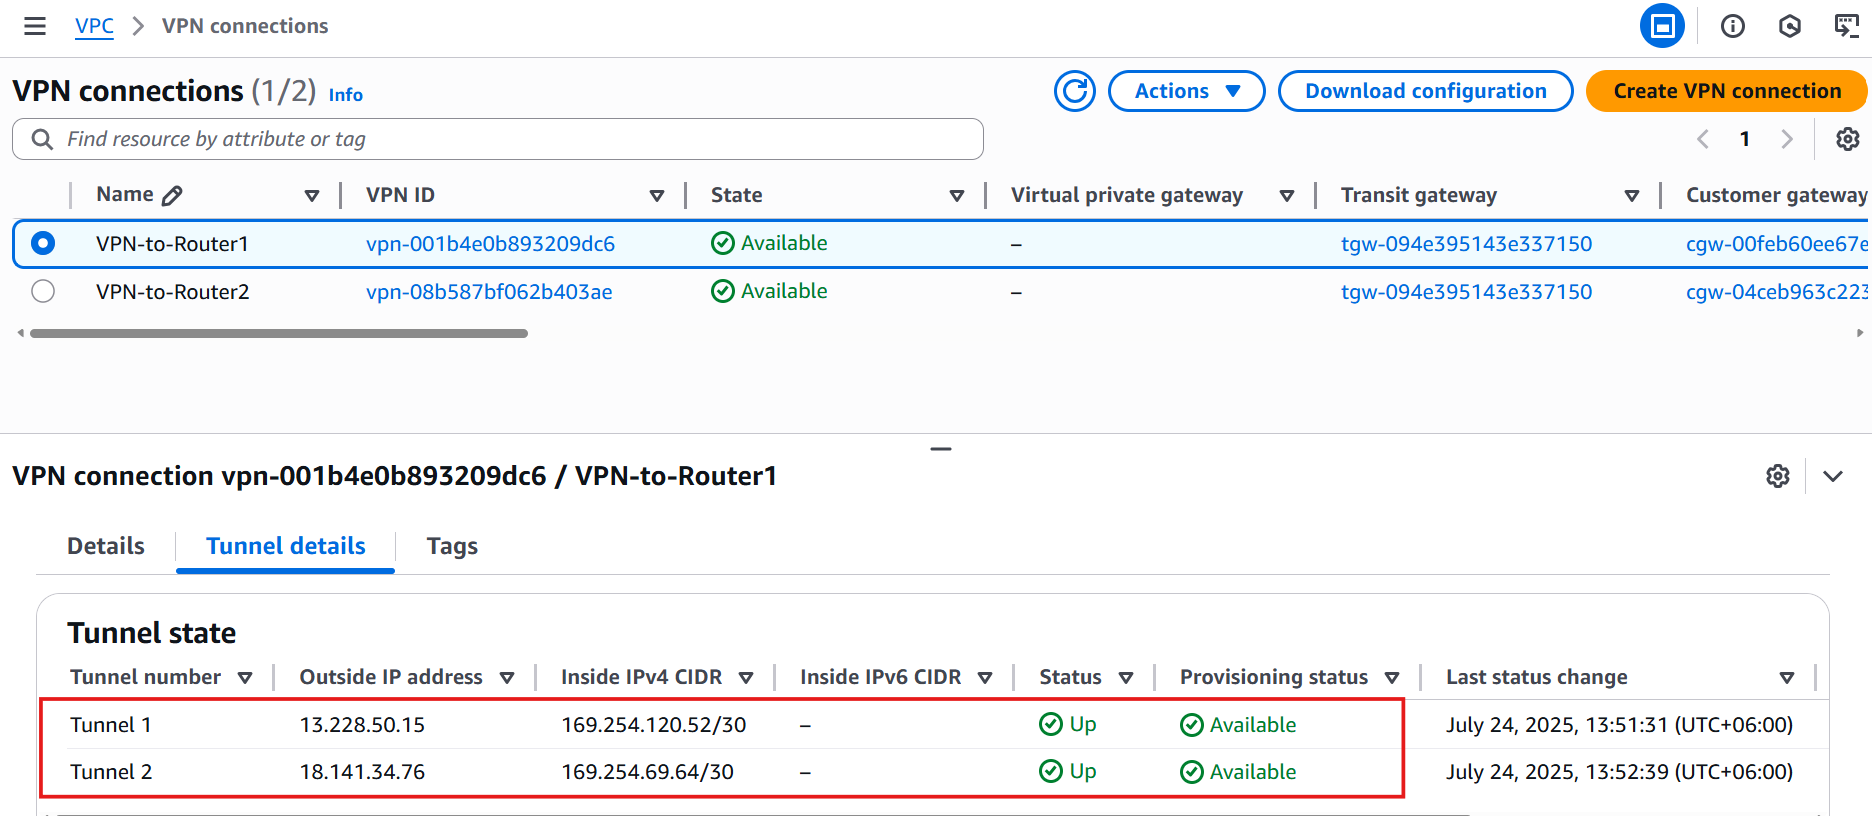 VPC > VPN connections
VPN connections (1/2) Info
Actions Download configuration Create VPN connection
Find resource by attribute or tag
1
Name VPN ID State Virtual private gateway Transit gateway Customer gateway
VPN-to-Router1 vpn-001b4e0b893209dc6 Available – tgw-094e395143e337150 cgw-00feb60ee67e
VPN-to-Router2 vpn-08b587bf062b403ae Available – tgw-094e395143e337150 cgw-04ceb963c223
VPN connection vpn-001b4e0b893209dc6 / VPN-to-Router1
Details Tunnel details Tags
Tunnel state
Tunnel number Outside IP address Inside IPv4 CIDR Inside IPv6 CIDR Status Provisioning status Last status change
Tunnel 1 13.228.50.15 169.254.120.52/30 – Up Available July 24, 2025, 13:51:31 (UTC+06:00)
Tunnel 2 18.141.34.76 169.254.69.64/30 – Up Available July 24, 2025, 13:52:39 (UTC+06:00)